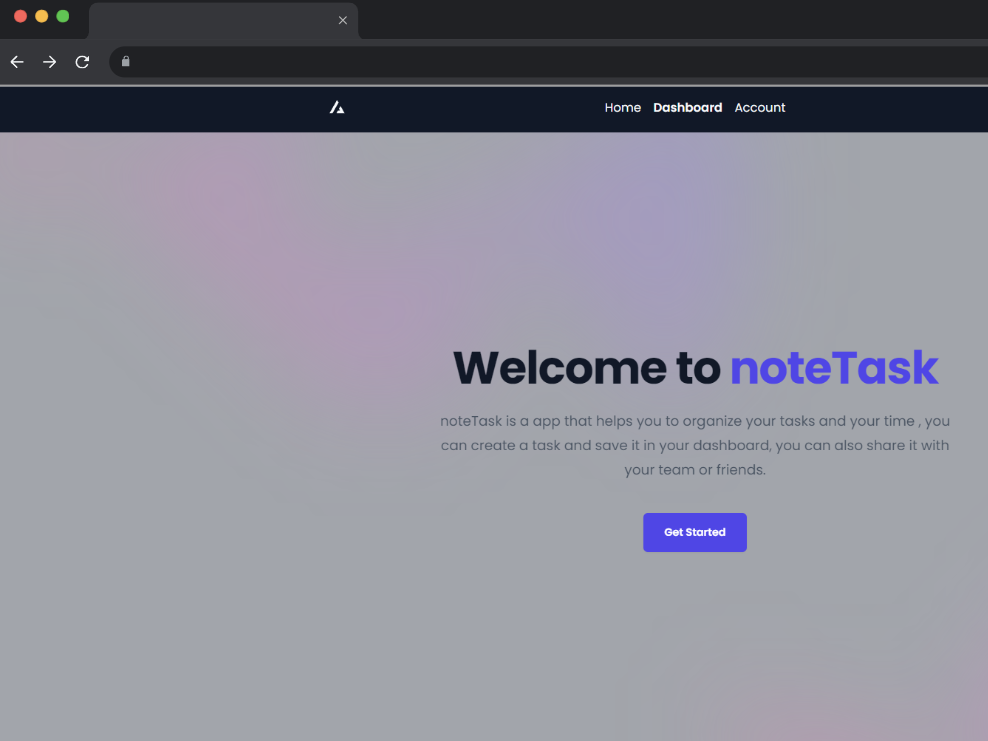 Home Dashboard Account
Welcome to noteTask
noteTask is a app that helps you to organize your tasks and your time , you
can create a task and save it in your dashboard, you can also share it with
your team or friends.
Get Started